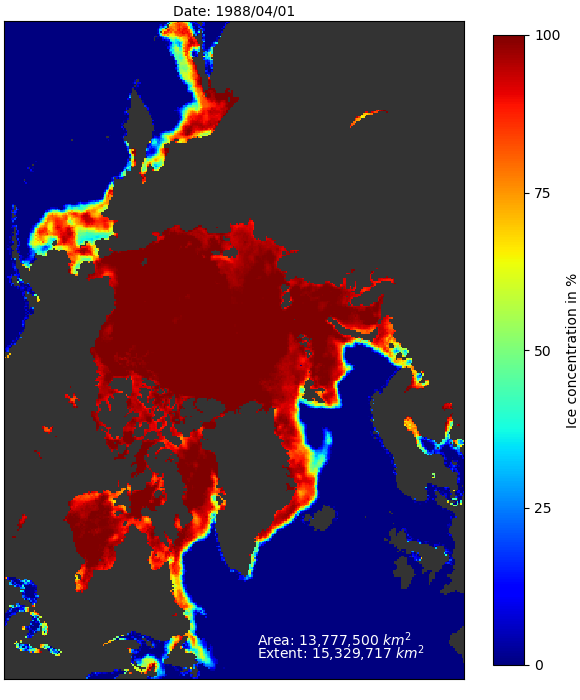 Date: 1988/04/01
100
75
50
25
0
Ice concentration in %
Area: 13,777,500 km²
Extent: 15,329,717 km²